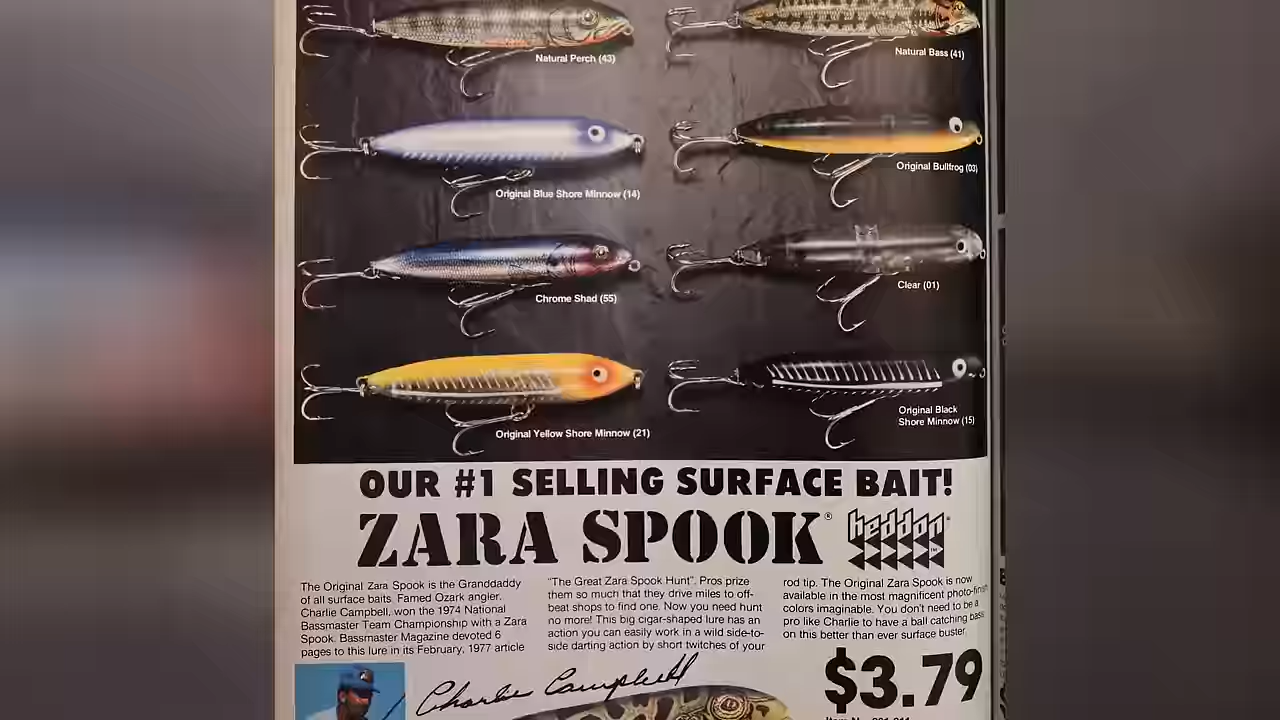 Natural Perch (43)
Natural Bass (41)
Original Blue Shore Minnow (14)
Original Bullfrog (03)
Chrome Shad (55)
Clear (01)
Original Yellow Shore Minnow (21)
Original Black
Shore Minnow (15)
OUR #1 SELLING SURFACE BAIT!
ZARA SPOOK®
heddon®
™
The Original Zara Spook is the Granddaddy
of all surface baits. Famed Ozark angler,
Charlie Campbell, won the 1974 National
Bassmaster Team Championship with a Zara
Spook. Bassmaster Magazine devoted 6
pages to this lure in its February, 1977 article
"The Great Zara Spook Hunt". Pros prize
them so much that they drive miles to off-
beat shops to find one. Now you need hunt
no more! This big cigar-shaped lure has an
action you can easily work in a wild side-to-
side darting action by short twitches of your
rod tip. The Original Zara Spook is now
available in the most magnificent photo-finish
colors imaginable. You don't need to be a
pro like Charlie to have a ball catching bass
on this better than ever surface buster.
Charlie Campbell
$3.79